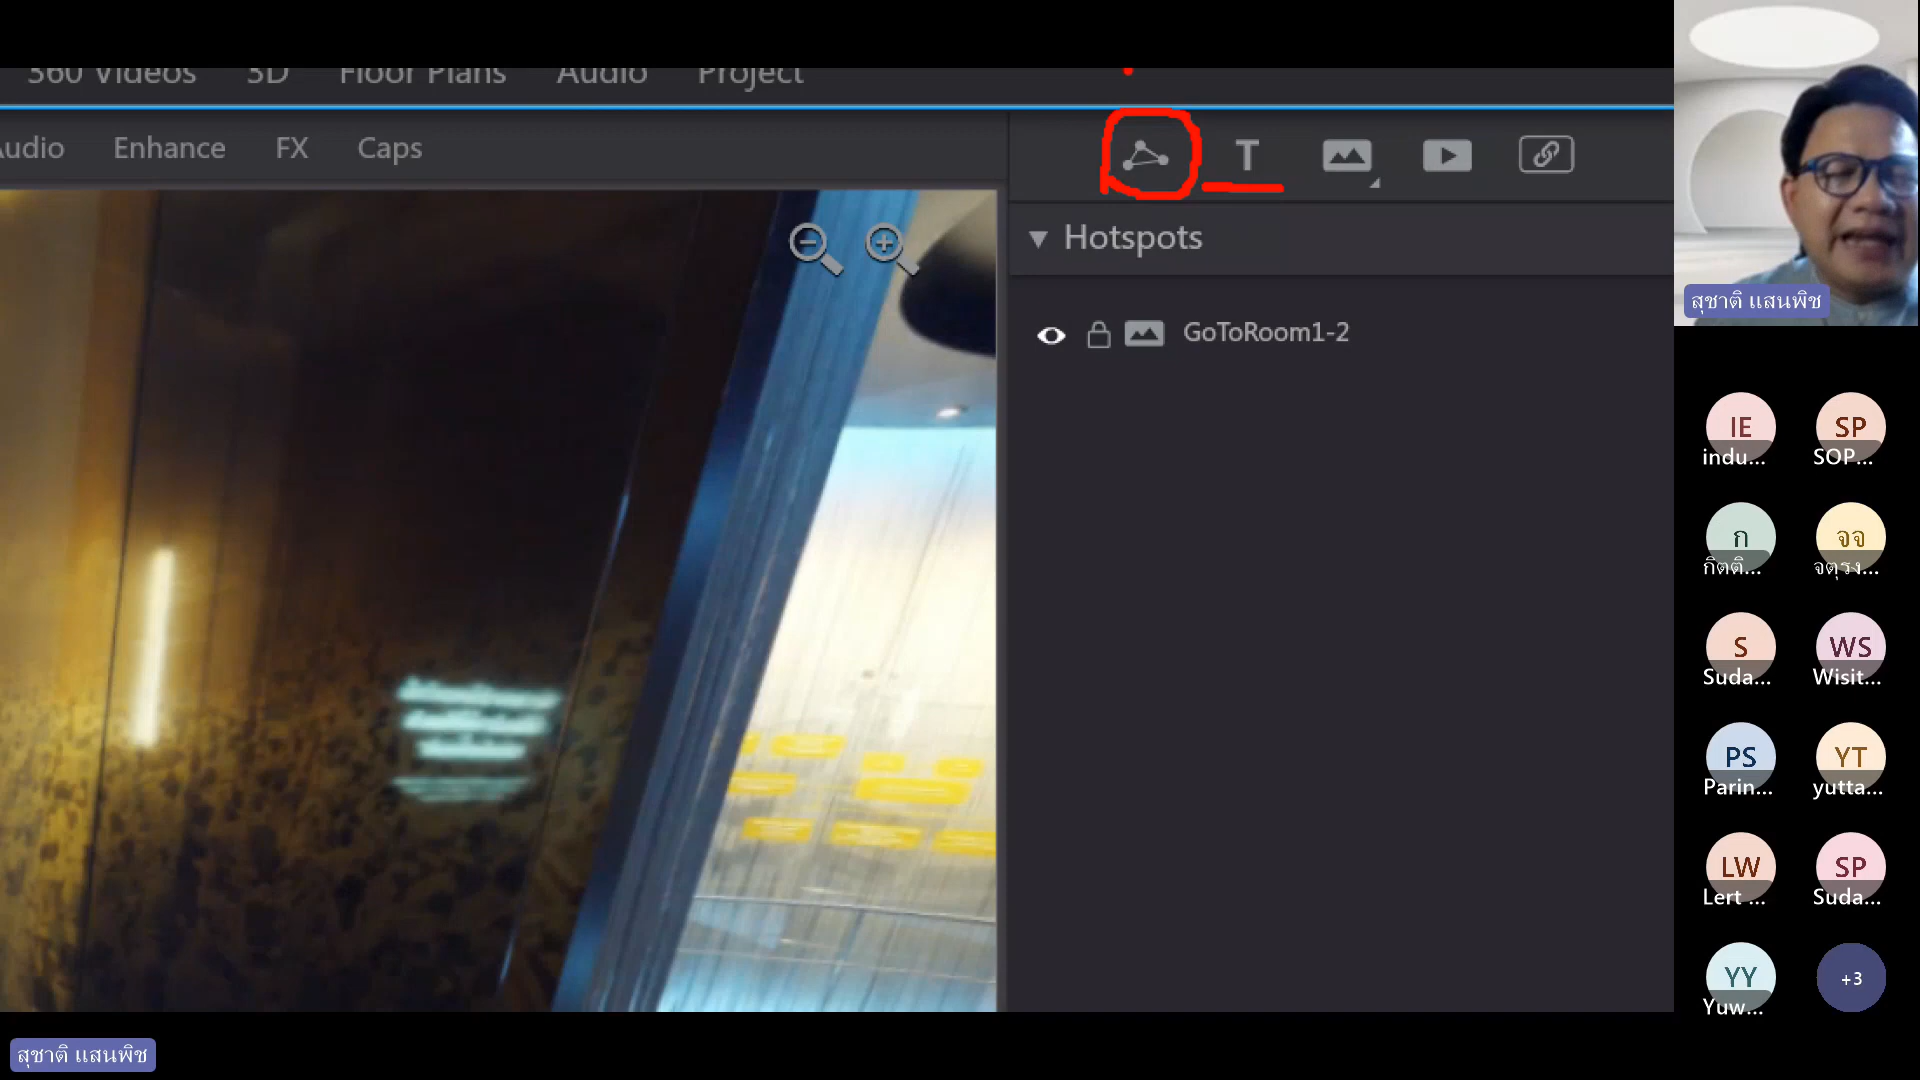 360 Videos 3D Floor Plans Audio Project
Audio Enhance FX Caps
T
Hotspots
GoToRoom1-2
สุชาติ แสนพิช
IE
indu...
SP
SOP...
ก
กิตติ...
จจ
จตุรง...
S
Suda...
WS
Wisit...
PS
Parin...
YT
yutta...
LW
Lert ...
SP
Suda...
YY
Yuw...
+3
สุชาติ แสนพิช